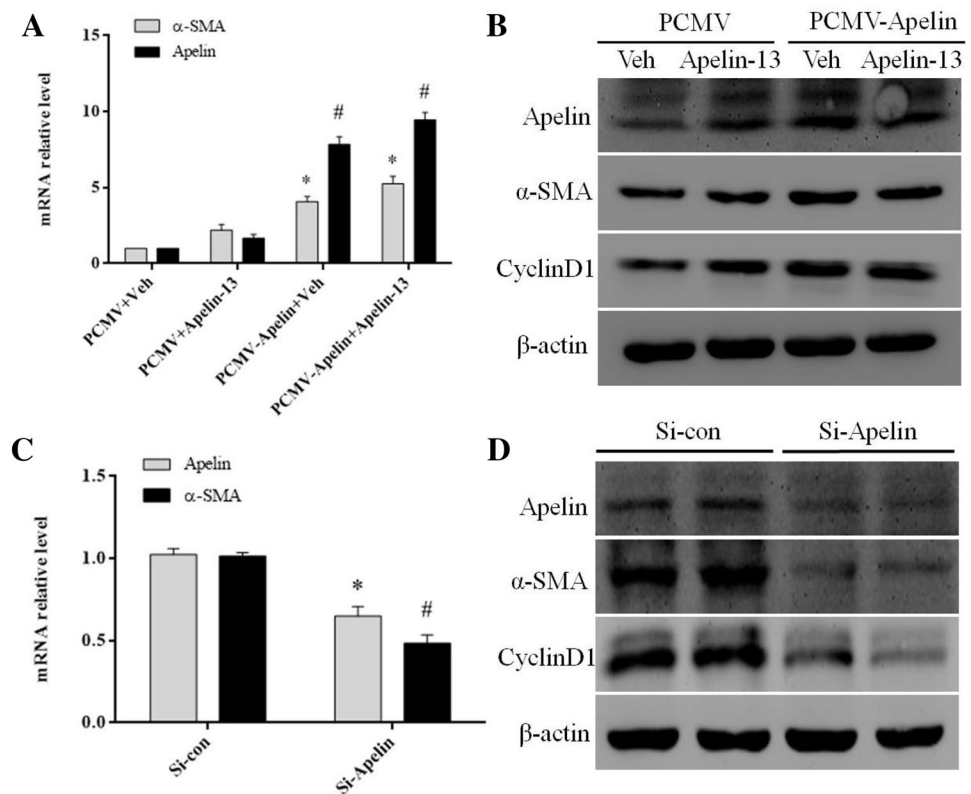 A
α-SMA
Apelin
mRNA relative level
15
10
5
0
*
#
*
#
PCMV+Veh
PCMV+Apelin-13
PCMV-Apelin+Veh
PCMV-Apelin+Apelin-13
B
PCMV PCMV-Apelin
Veh Apelin-13 Veh Apelin-13
Apelin
α-SMA
CyclinD1
β-actin
C
Apelin
α-SMA
mRNA relative level
1.5
1.0
0.5
0.0
*
#
Si-con
Si-Apelin
D
Si-con Si-Apelin
Apelin
α-SMA
CyclinD1
β-actin